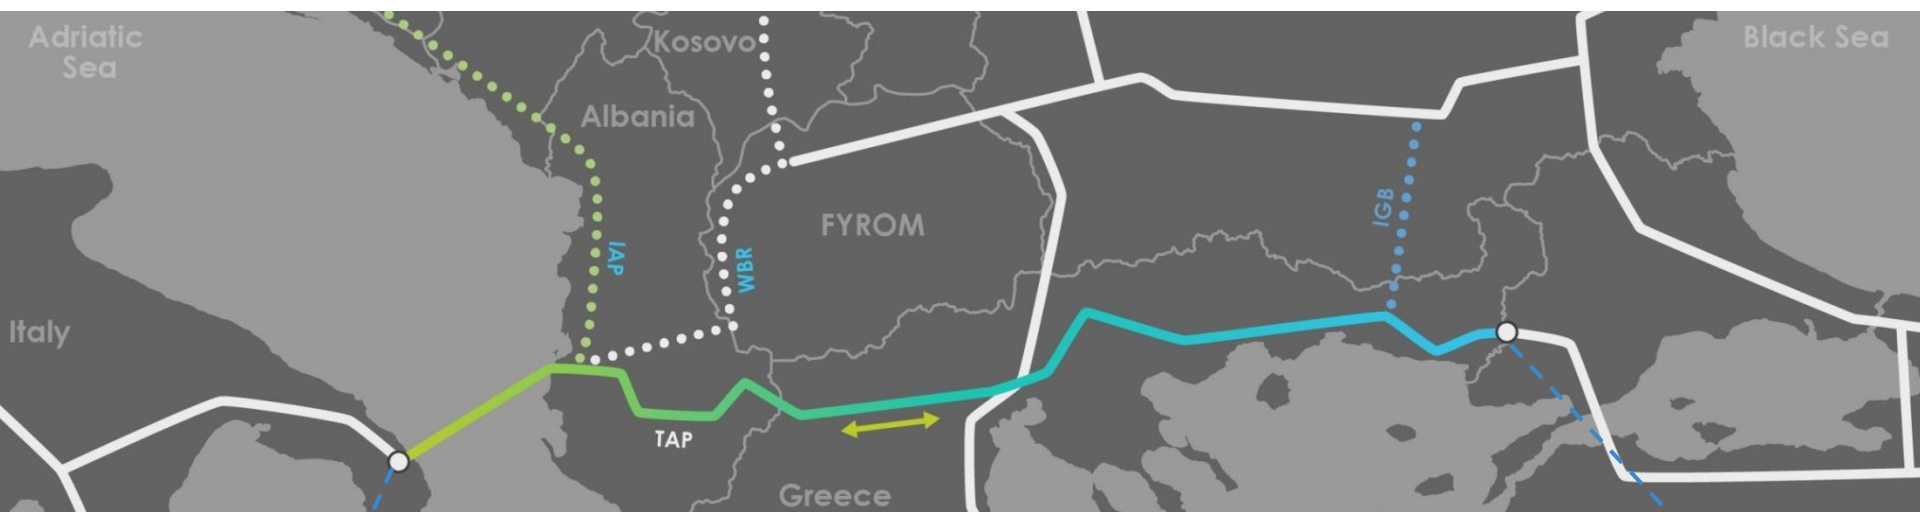 Adriatic
Sea
Kosovo
Black Sea
Albania
IGB
FYROM
IAP
WBR
Italy
TAP
Greece